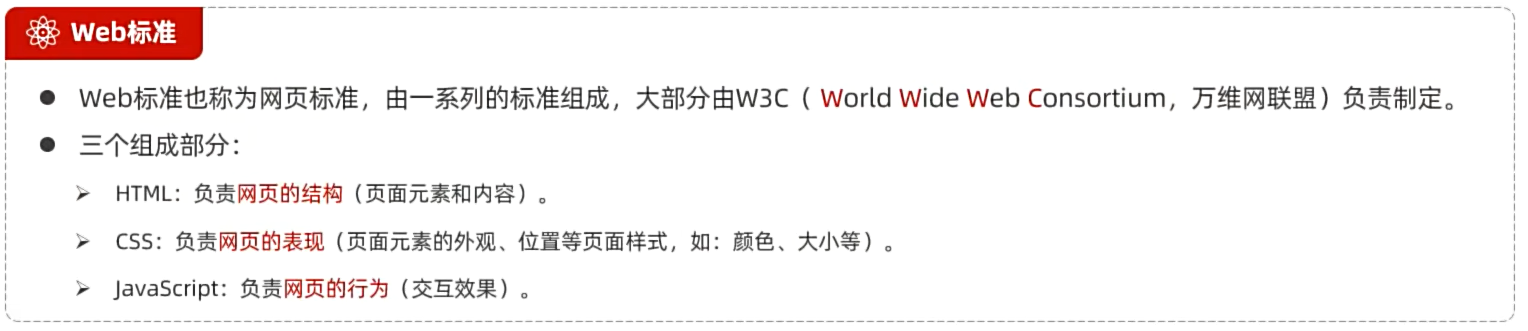 Web标准
● Web标准也称为网页标准，由一系列的标准组成，大部分由W3C（ World Wide Web Consortium，万维网联盟）负责制定。
● 三个组成部分：
➢ HTML：负责网页的结构（页面元素和内容）。
➢ CSS：负责网页的表现（页面元素的外观、位置等页面样式，如：颜色、大小等）。
➢ JavaScript：负责网页的行为（交互效果）。